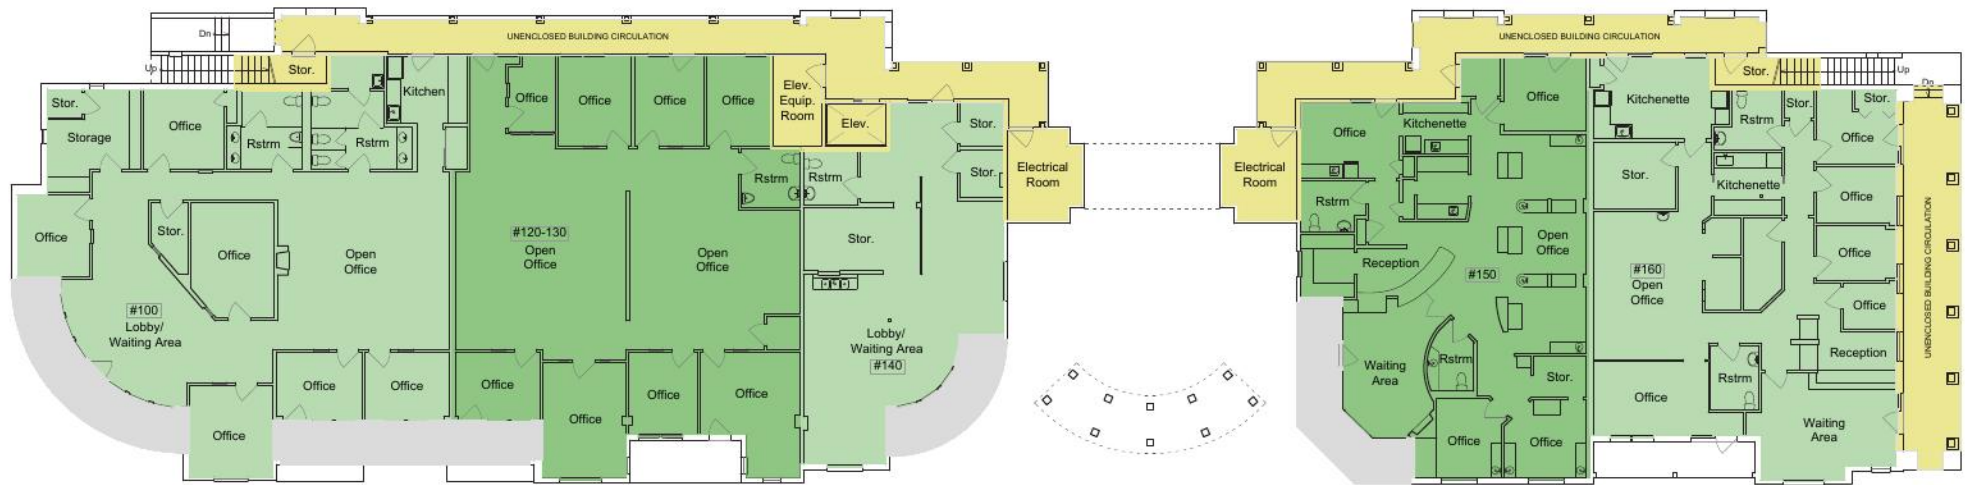 Dn
UNENCLOSED BUILDING CIRCULATION
Up
Stor.
Stor.
Storage
Office
Rstrm
Rstrm
Kitchen
Office
Office
Office
Office
Elev.
Equip.
Room
Elev.
Stor.
Stor.
Electrical
Room
Rstrm
Rstrm
Office
Stor.
Office
Open
Office
#120-130
Open
Office
Open
Office
Stor.
#100
Lobby/
Waiting Area
Lobby/
Waiting Area
#140
Office
Office
Office
Office
Office
Office
Office
UNENCLOSED BUILDING CIRCULATION
Stor.
Up
Dn
Electrical
Room
Office
Kitchenette
Office
Kitchenette
Rstrm
Stor.
Stor.
Office
Rstrm
Stor.
Kitchenette
Office
Reception
Open
Office
#150
#160
Open
Office
Office
Office
UNENCLOSED BUILDING CIRCULATION
Waiting
Area
Rstrm
Stor.
Reception
Rstrm
Office
Office
Office
Waiting
Area